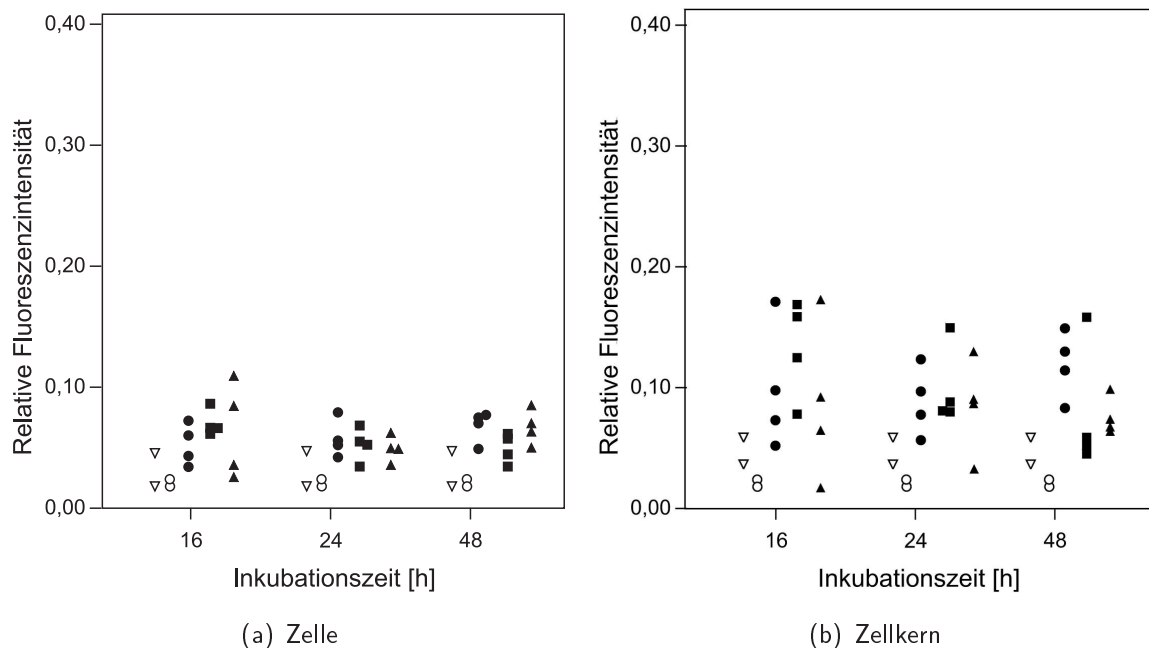 Relative Fluoreszenzintensität
0,40
0,30
0,20
0,10
0,00
16
24
48
Inkubationszeit [h]
(a) Zelle
Relative Fluoreszenzintensität
0,40
0,30
0,20
0,10
0,00
16
24
48
Inkubationszeit [h]
(b) Zellkern